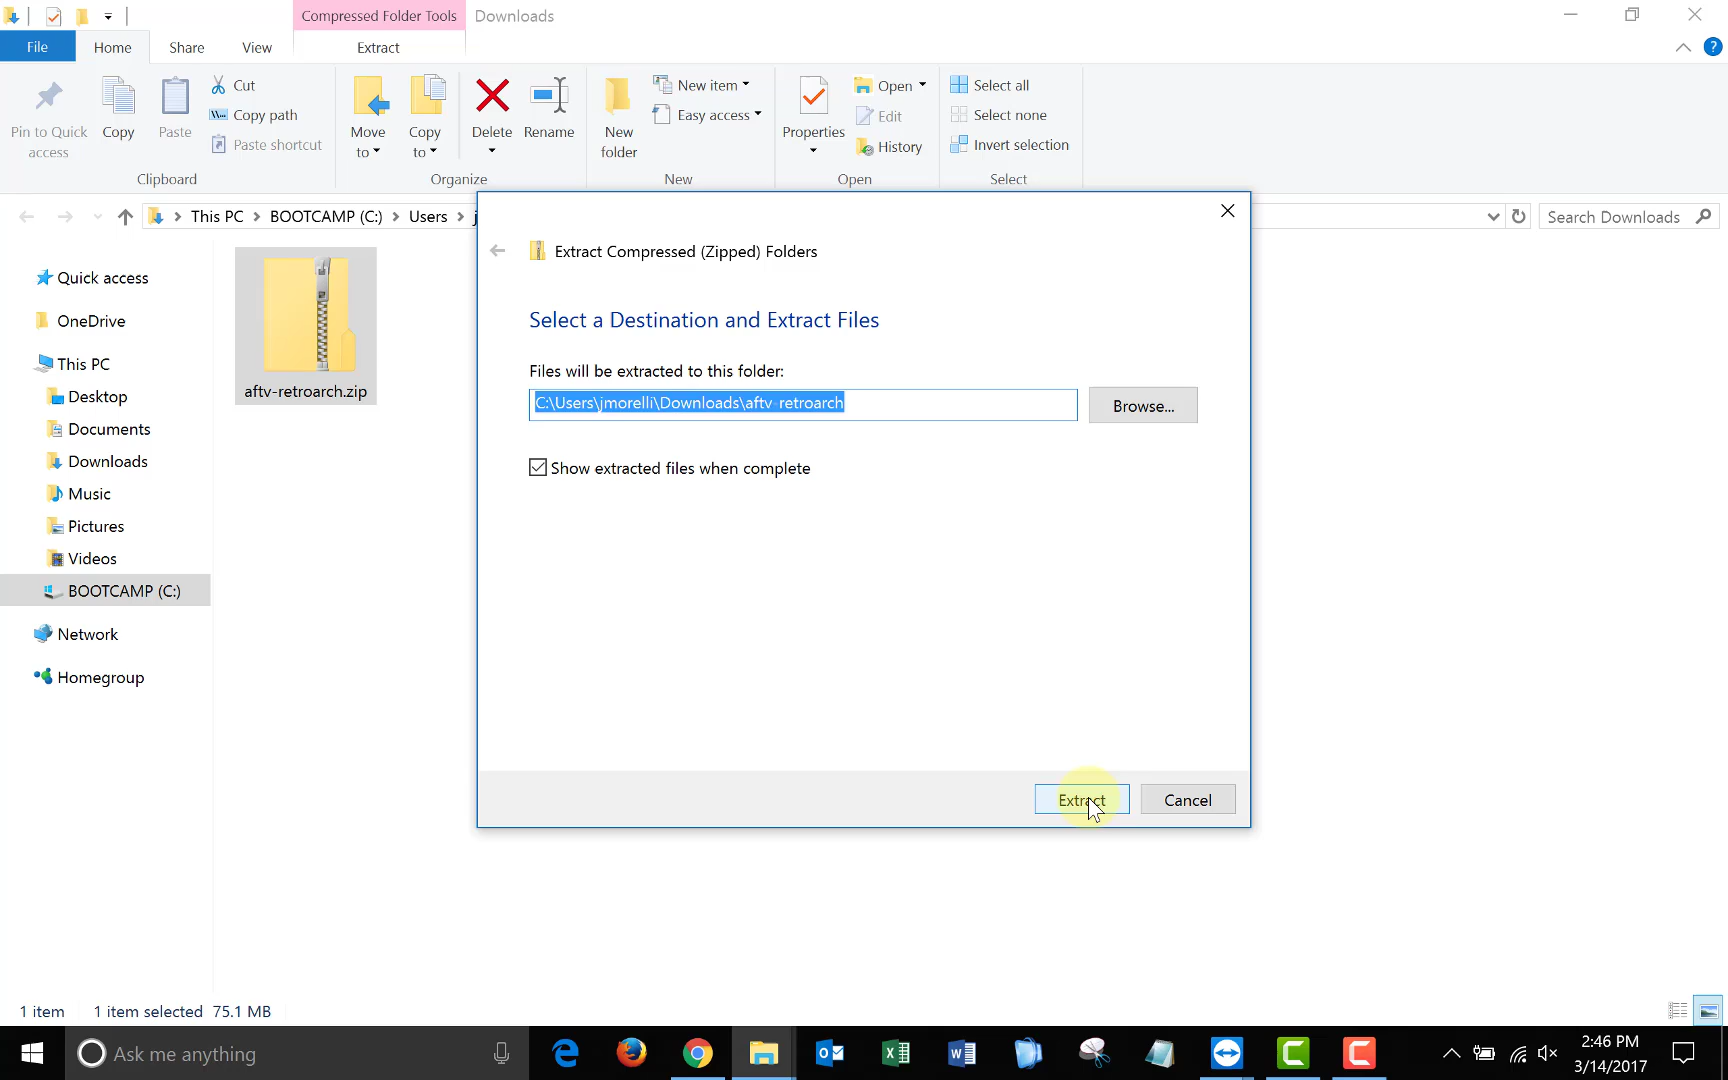 Compressed Folder Tools Downloads
File Home Share View Extract
Pin to Quick access
Copy
Paste
Cut
Copy path
Paste shortcut
Clipboard
Move to
Copy to
Delete
Rename
Organize
New folder
New item
Easy access
New
Properties
Open
Edit
History
Open
Select all
Select none
Invert selection
Select
This PC > BOOTCAMP (C:) > Users > j
Search Downloads
Quick access
OneDrive
This PC
Desktop
Documents
Downloads
Music
Pictures
Videos
BOOTCAMP (C:)
Network
Homegroup
aftv-retroarch.zip
Extract Compressed (Zipped) Folders
Select a Destination and Extract Files
Files will be extracted to this folder:
C:\Users\jmorelli\Downloads\aftv-retroarch
Browse...
Show extracted files when complete
Extract Cancel
1 item 1 item selected 75.1 MB
Ask me anything
2:46 PM
3/14/2017